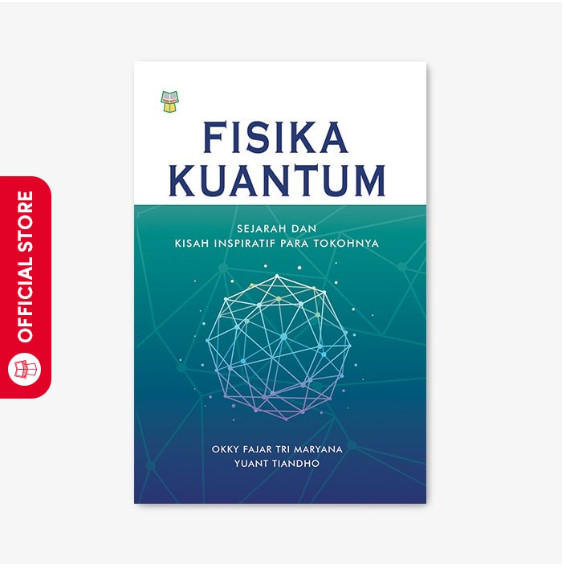 OFFICIAL STORE
FISIKA
KUANTUM
SEJARAH DAN
KISAH INSPIRATIF PARA TOKOHNYA
OKKY FAJAR TRI MARYANA
YUANT TIANDHO